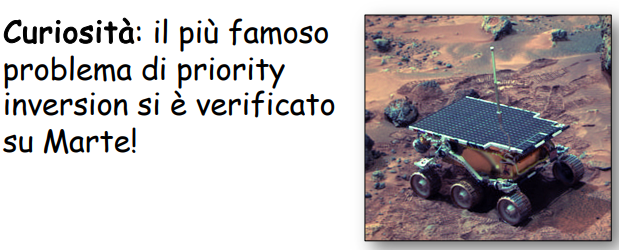 Curiosità: il più famoso
problema di priority
inversion si è verificato
su Marte!